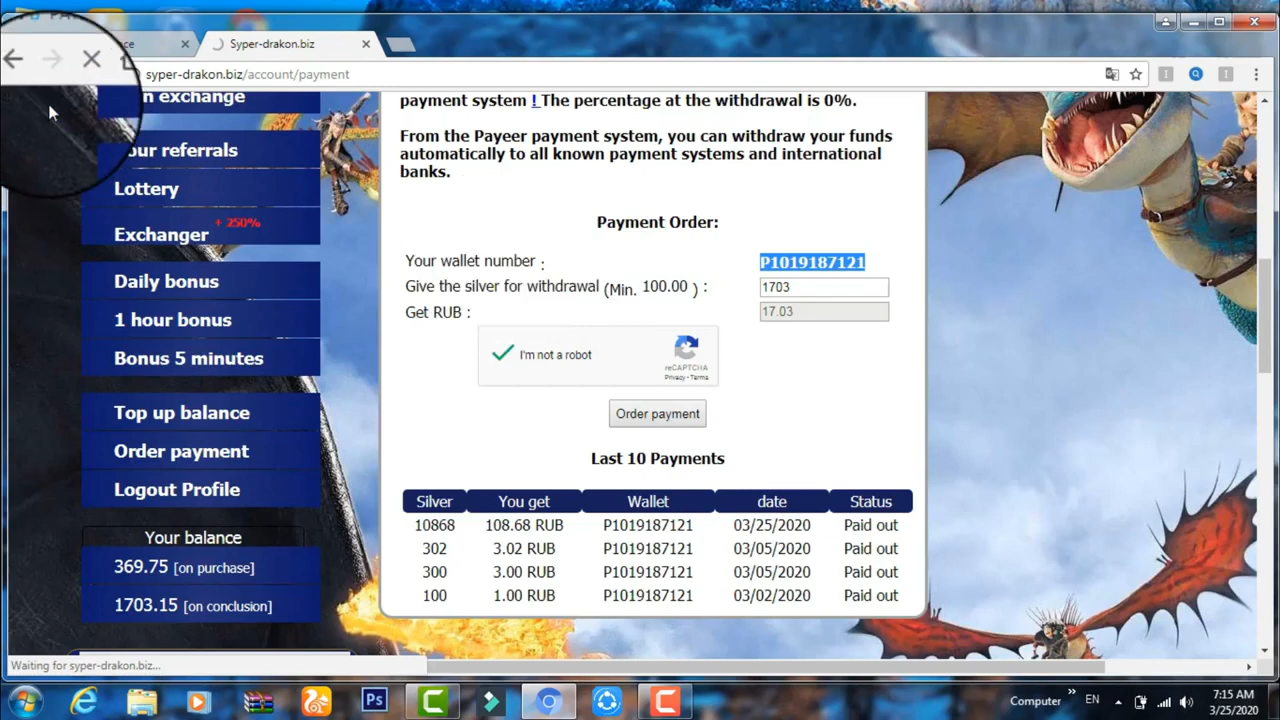 ce
Syper-drakon.biz
syper-drakon.biz/account/payment
n exchange
our referrals
Lottery
Exchanger + 250%
Daily bonus
1 hour bonus
Bonus 5 minutes
Top up balance
Order payment
Logout Profile
Your balance
369.75 [on purchase]
1703.15 [on conclusion]
payment system ! The percentage at the withdrawal is 0%.
From the Payeer payment system, you can withdraw your funds
automatically to all known payment systems and international
banks.
Payment Order:
Your wallet number : P1019187121
Give the silver for withdrawal (Min. 100.00 ) : 1703
Get RUB : 17.03
I'm not a robot
reCAPTCHA
Privacy - Terms
Order payment
Last 10 Payments
Silver You get Wallet date Status
10868 108.68 RUB P1019187121 03/25/2020 Paid out
302 3.02 RUB P1019187121 03/05/2020 Paid out
300 3.00 RUB P1019187121 03/05/2020 Paid out
100 1.00 RUB P1019187121 03/02/2020 Paid out
Waiting for syper-drakon.biz...
Ps
Computer
EN
7:15 AM
3/25/2020